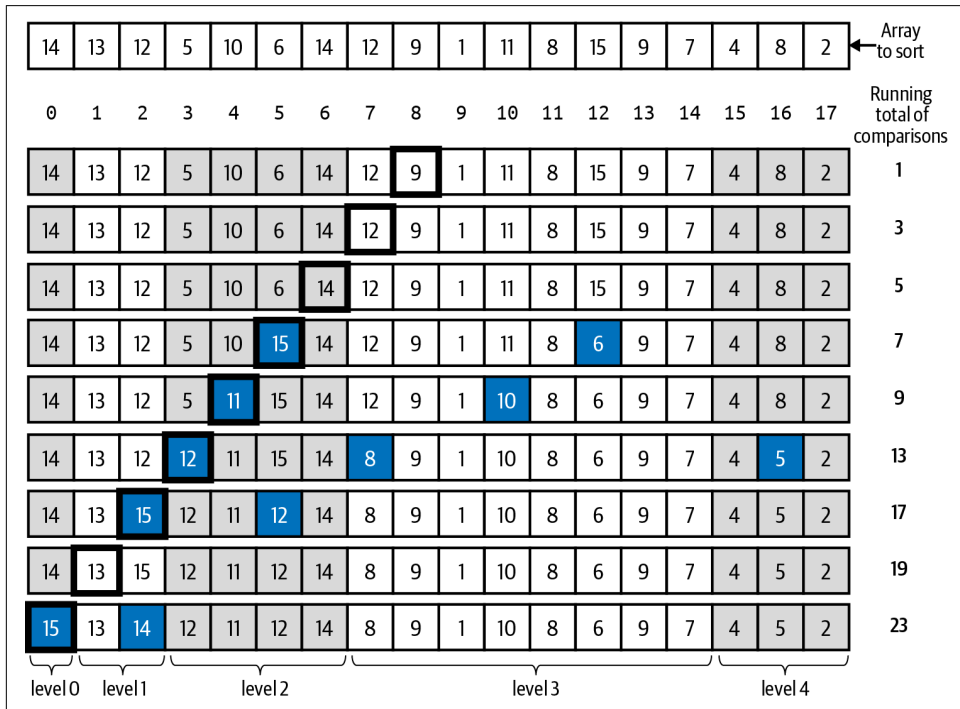 14 13 12 5 10 6 14 12 9 1 11 8 15 9 7 4 8 2 Array
to sort
0 1 2 3 4 5 6 7 8 9 10 11 12 13 14 15 16 17 Running
total of
comparisons
14 13 12 5 10 6 14 12 9 1 11 8 15 9 7 4 8 2 1
14 13 12 5 10 6 14 12 9 1 11 8 15 9 7 4 8 2 3
14 13 12 5 10 6 14 12 9 1 11 8 15 9 7 4 8 2 5
14 13 12 5 10 15 14 12 9 1 11 8 6 9 7 4 8 2 7
14 13 12 5 11 15 14 12 9 1 10 8 6 9 7 4 8 2 9
14 13 12 12 11 15 14 8 9 1 10 8 6 9 7 4 5 2 13
14 13 15 12 11 12 14 8 9 1 10 8 6 9 7 4 5 2 17
14 13 15 12 11 12 14 8 9 1 10 8 6 9 7 4 5 2 19
15 13 14 12 11 12 14 8 9 1 10 8 6 9 7 4 5 2 23
level 0 level 1 level 2 level 3 level 4